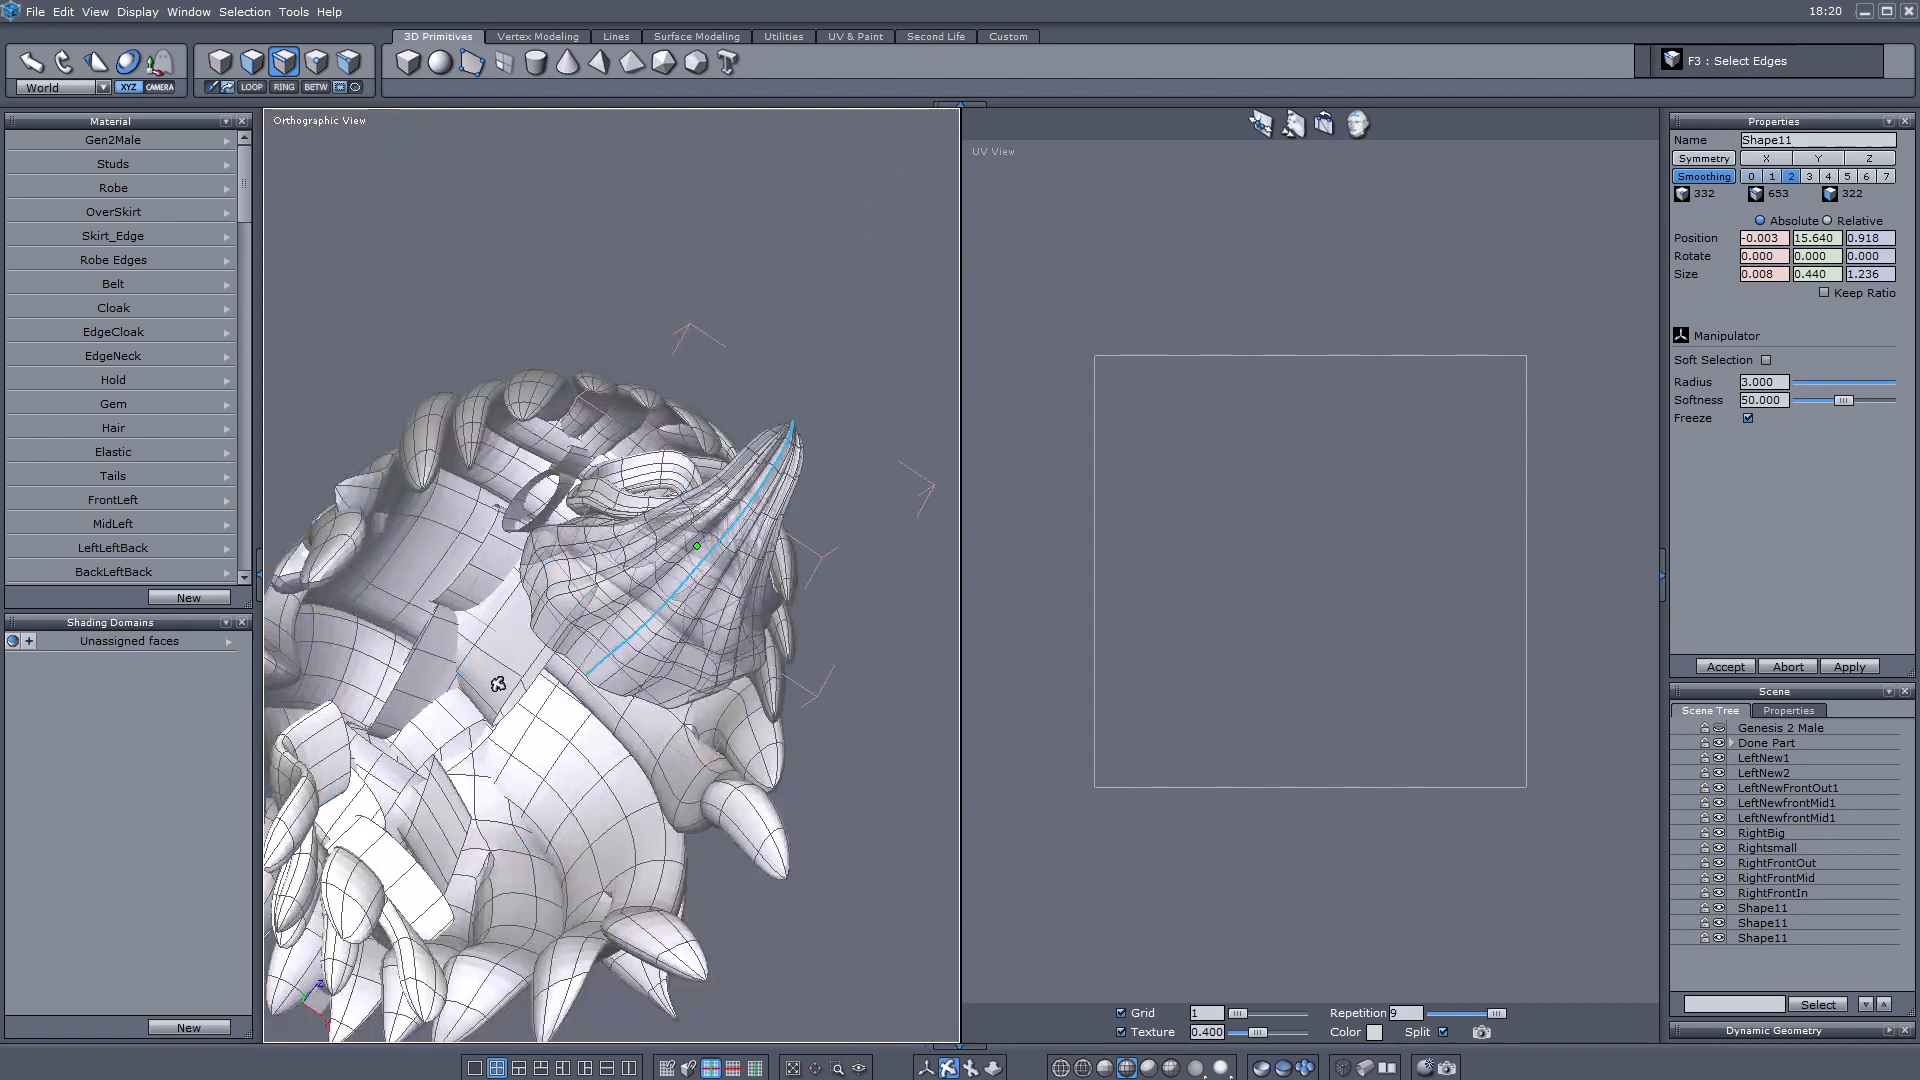 File Edit View Display Window Selection Tools Help
18:20
3D Primitives Vertex Modeling Lines Surface Modeling Utilities UV & Paint Second Life Custom
F3 : Select Edges
World XYZ CAMERA LOOP RING BETW
Material
Gen2Male
Studs
Robe
OverSkirt
Skirt_Edge
Robe Edges
Belt
Cloak
EdgeCloak
EdgeNeck
Hold
Gem
Hair
Elastic
Tails
FrontLeft
MidLeft
LeftLeftBack
BackLeftBack
New
Shading Domains
Unassigned faces
New
Orthographic View
UV View
Grid 1 Repetition 9
Texture 0.400 Color Split
Properties
Name Shape11
Symmetry X Y Z
Smoothing 0 1 2 3 4 5 6 7
332 653 322
Absolute Relative
Position -0.003 15.640 0.918
Rotate 0.000 0.000 0.000
Size 0.008 0.440 1.236
Keep Ratio
Manipulator
Soft Selection
Radius 3.000
Softness 50.000
Freeze
Accept Abort Apply
Scene
Scene Tree Properties
Genesis 2 Male
Done Part
LeftNew1
LeftNew2
LeftNewFrontOut1
LeftNewfrontMid1
LeftNewfrontMid1
RightBig
Rightsmall
RightFrontOut
RightFrontMid
RightFrontIn
Shape11
Shape11
Shape11
Select
Dynamic Geometry